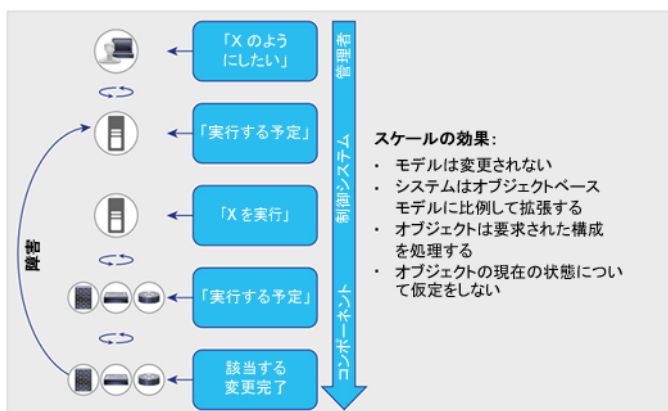 「X のよう
にしたい」
「実行する予定」
「X を実行」
「実行する予定」
該当する
変更完了
管理者
制御システム
コンポーネント
障害
スケールの効果：
・ モデルは変更されない
・ システムはオブジェクトベース
モデルに比例して拡張する
・ オブジェクトは要求された構成
を処理する
・ オブジェクトの現在の状態につい
て仮定をしない